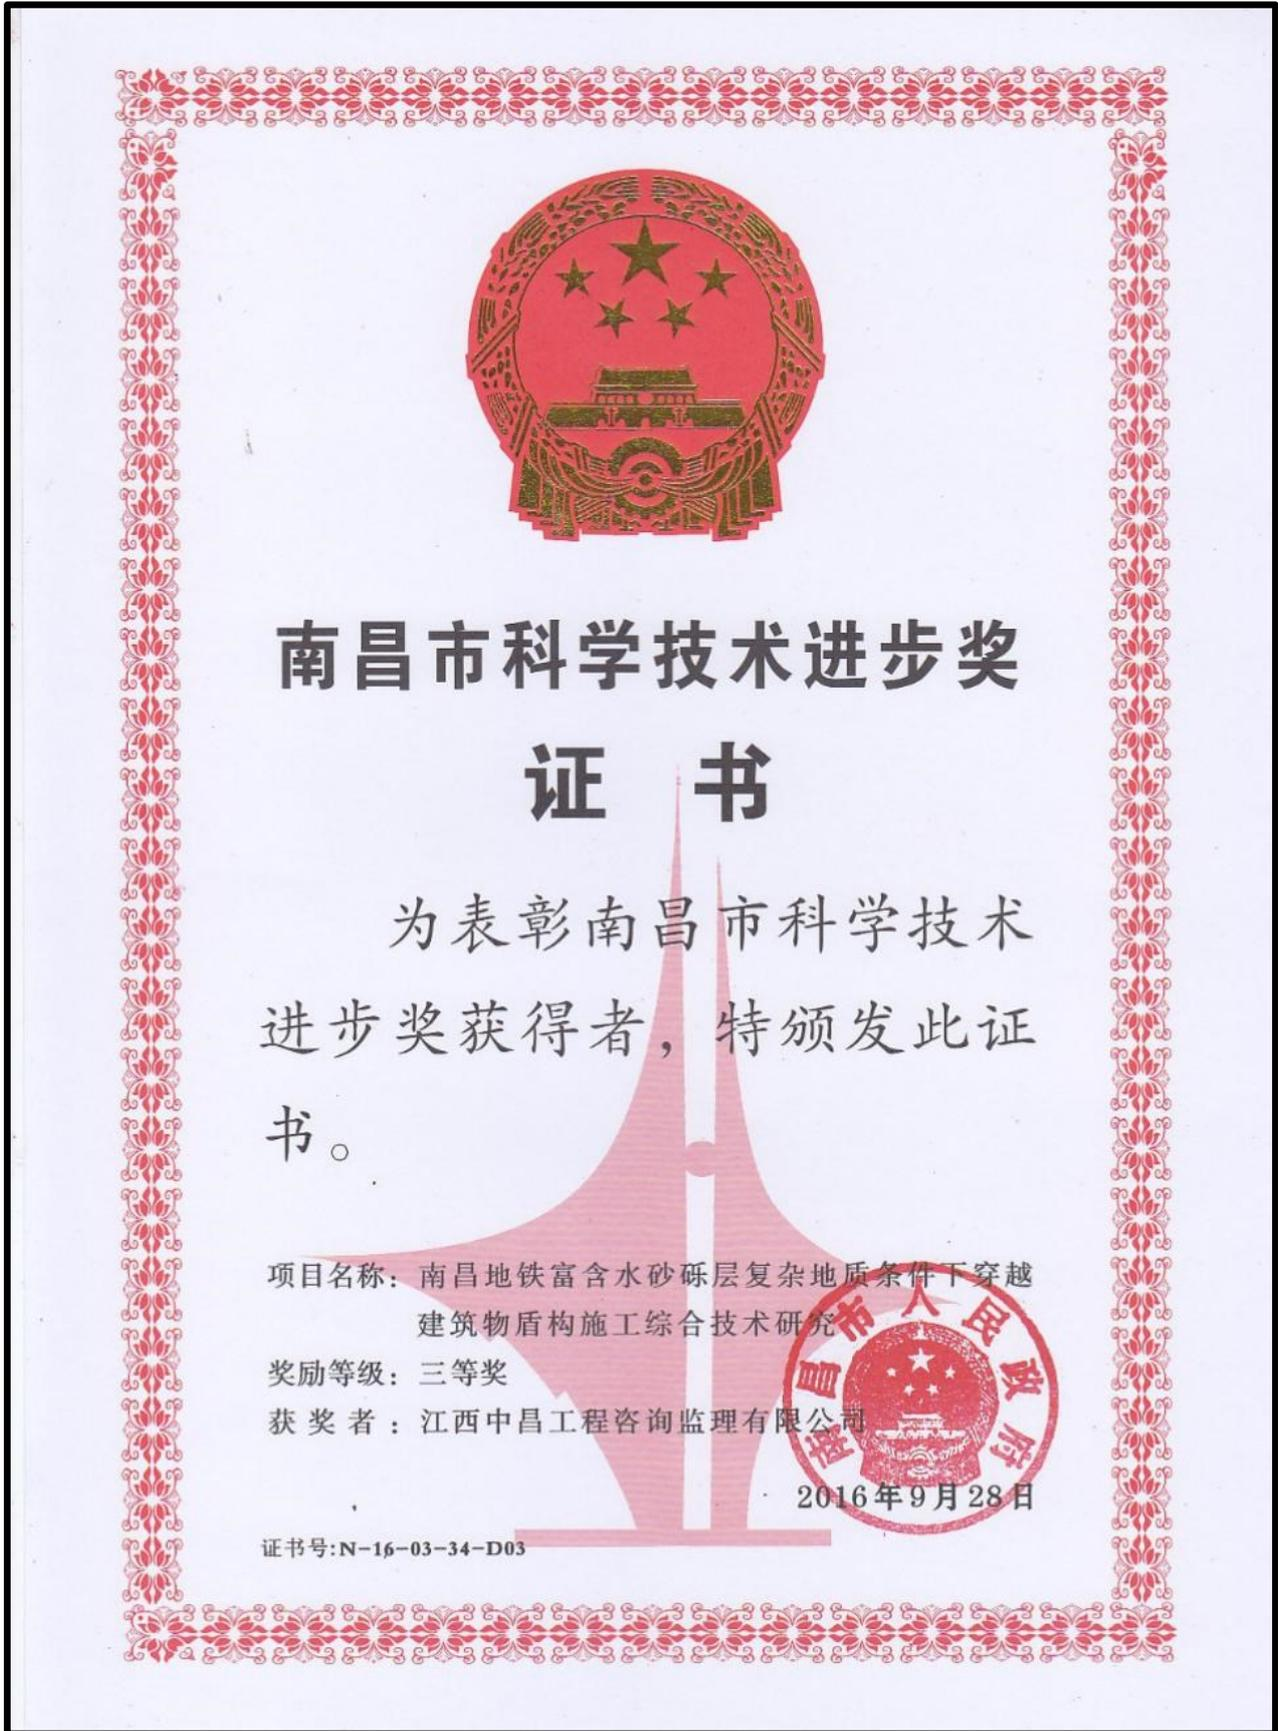 南昌市科学技术进步奖
证 书
为表彰南昌市科学技术
进步奖获得者，特颁发此证
书。
项目名称：南昌地铁富含水砂砾层复杂地质条件下穿越
建筑物盾构施工综合技术研究
奖励等级：三等奖
获 奖 者 ：江西中昌工程咨询监理有限公司
南昌市人民政府
2016年9月28日
证书号:N-16-03-34-D03